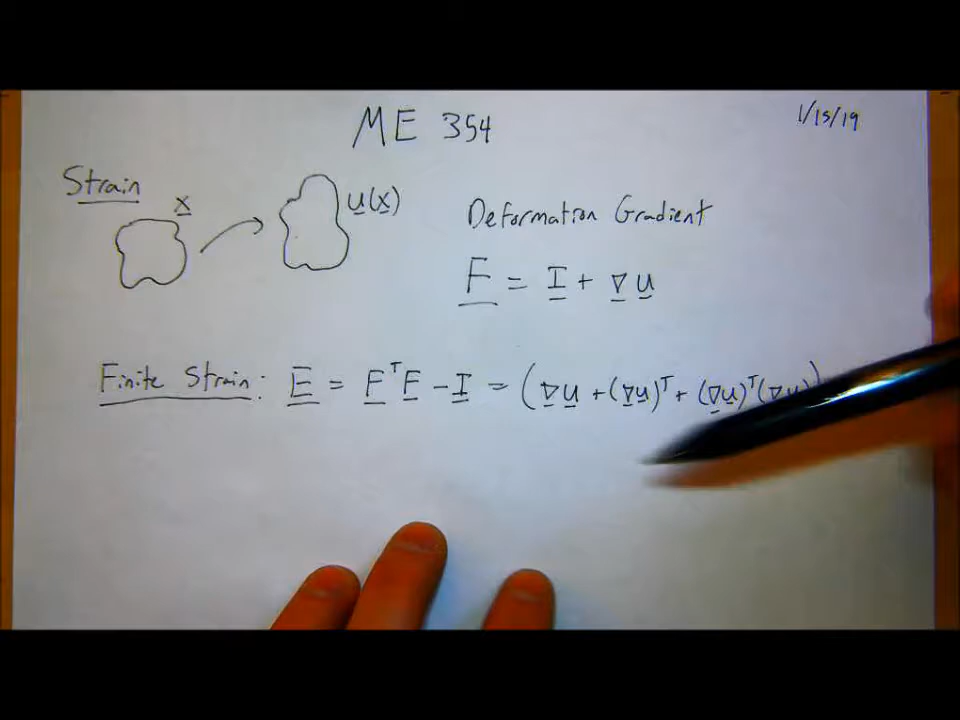 ME 354
1/15/19
Strain
x
u(x)
Deformation Gradient
F = I + ∇u
Finite Strain: E = FᵀF - I = (∇u + (∇u)ᵀ + (∇u)ᵀ(∇u)